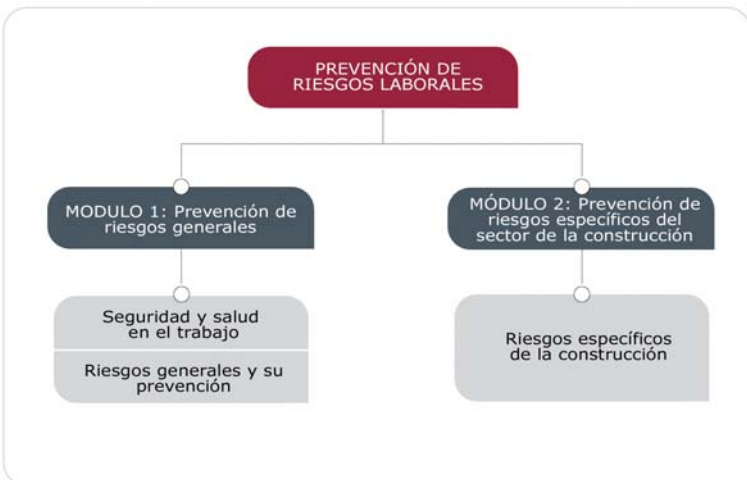 PREVENCIÓN DE
RIESGOS LABORALES
MODULO 1: Prevención de
riesgos generales
MÓDULO 2: Prevención de
riesgos específicos del
sector de la construcción
Seguridad y salud
en el trabajo
Riesgos generales y su
prevención
Riesgos específicos
de la construcción